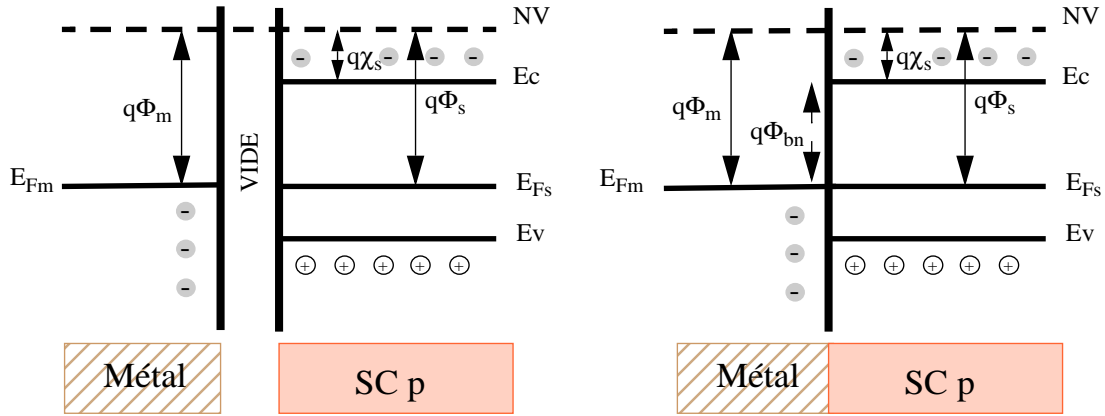 NV
qχs
Ec
qΦm
qΦs
VIDE
EFm
EFs
Ev
Métal
SC p
NV
qχs
Ec
qΦm
qΦbn
qΦs
EFm
EFs
Ev
Métal
SC p